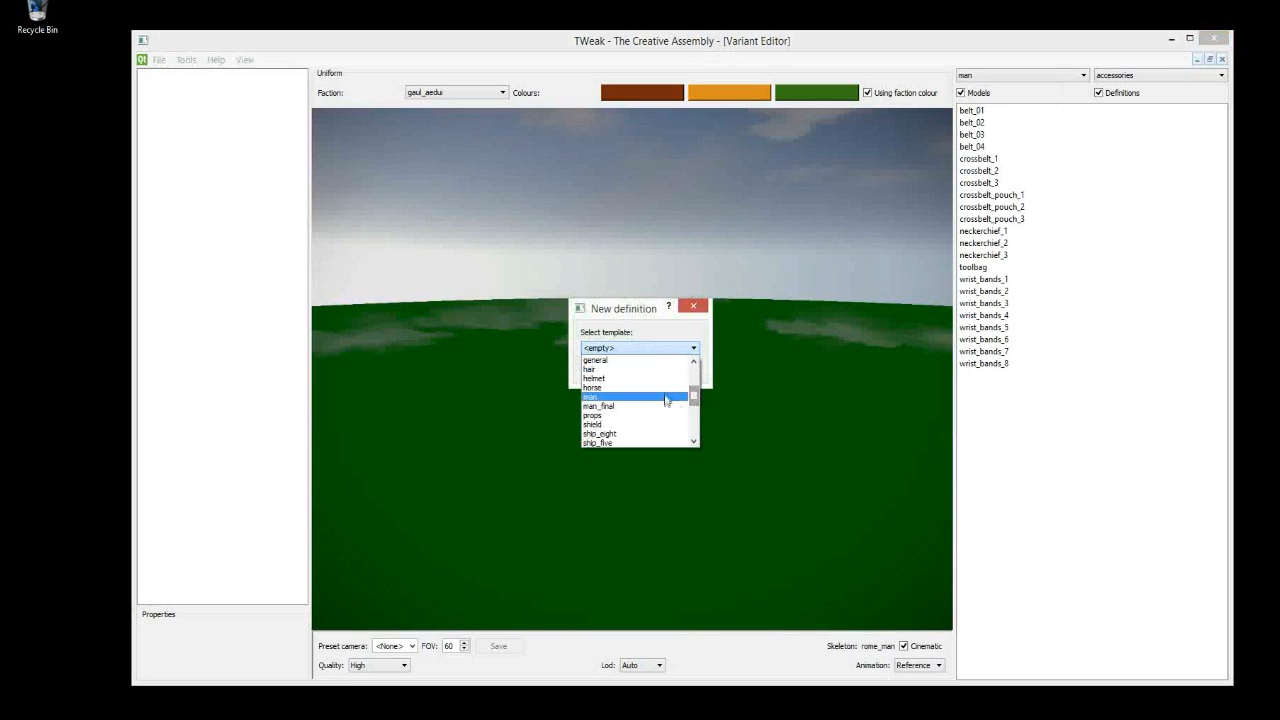 Recycle Bin
TWeak - The Creative Assembly - [Variant Editor]
File Tools Help View
Uniform
Faction: gaul_aedui Colours: Using faction colour
man accessories
Models Definitions
belt_01
belt_02
belt_03
belt_04
crossbelt_1
crossbelt_2
crossbelt_3
crossbelt_pouch_1
crossbelt_pouch_2
crossbelt_pouch_3
neckerchief_1
neckerchief_2
neckerchief_3
toolbag
wrist_bands_1
wrist_bands_2
wrist_bands_3
wrist_bands_4
wrist_bands_5
wrist_bands_6
wrist_bands_7
wrist_bands_8
New definition ?
Select template:
<empty>
general
hair
helmet
horse
man
man_final
props
shield
ship_eight
ship_five
Properties
Preset camera: <None> FOV: 60 Save Skeleton: rome_man Cinematic
Quality: High Lod: Auto Animation: Reference